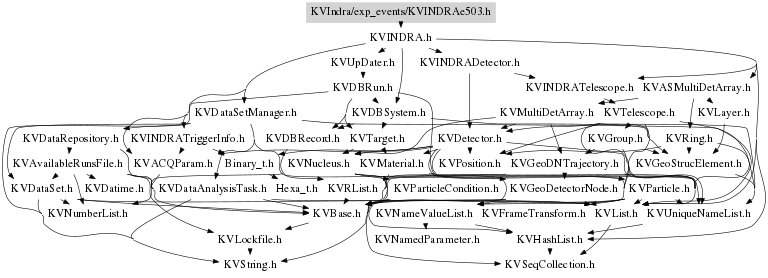 KVIndra/exp_events/KVINDRAe503.h
KVINDRA.h
KVUpDater.h
KVINDRADetector.h
KVDBRun.h
KVINDRATelescope.h
KVASMultiDetArray.h
KVDataSetManager.h
KVDBSystem.h
KVMultiDetArray.h
KVTelescope.h
KVLayer.h
KVDataRepository.h
KVINDRATriggerInfo.h
KVDBRecord.h
KVTarget.h
KVDetector.h
KVGroup.h
KVRing.h
KVAvailableRunsFile.h
KVACQParam.h
Binary_t.h
KVNucleus.h
KVMaterial.h
KVPosition.h
KVGeoDNTrajectory.h
KVGeoStrucElement.h
KVDataSet.h
KVDatime.h
KVDataAnalysisTask.h
Hexa_t.h
KVRList.h
KVParticleCondition.h
KVGeoDetectorNode.h
KVParticle.h
KVNumberList.h
KVBase.h
KVNameValueList.h
KVFrameTransform.h
KVList.h
KVUniqueNameList.h
KVLockfile.h
KVNamedParameter.h
KVHashList.h
KVString.h
KVSeqCollection.h